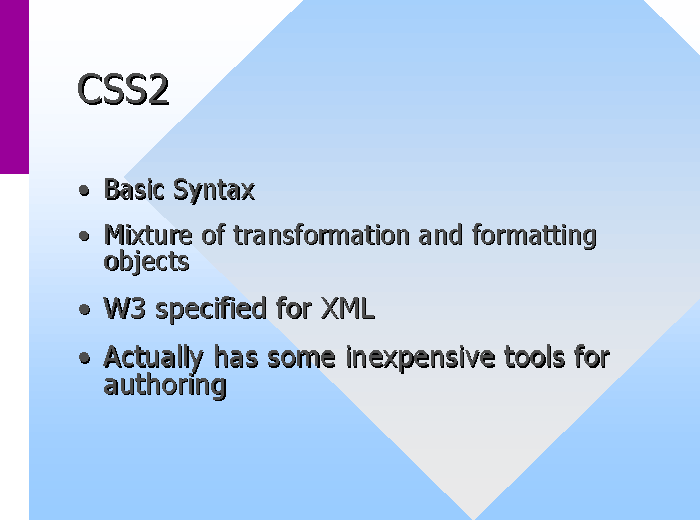 CSS2
• Basic Syntax
• Mixture of transformation and formatting
objects
• W3 specified for XML
• Actually has some inexpensive tools for
authoring